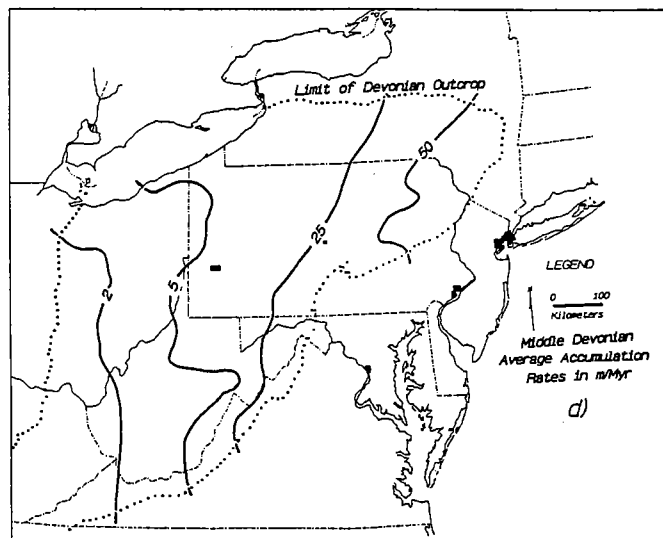 Limit of Devonian Outcrop
50
25
5
2
LEGEND
0 100
Kilometers
Middle Devonian
Average Accumulation
Rates in m/Myr
d)